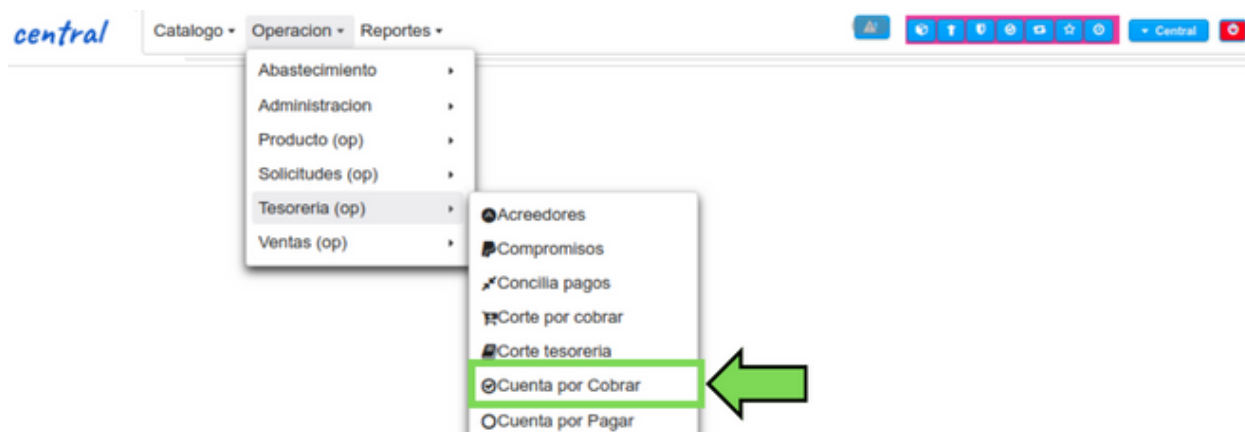 central
Catalogo Operacion Reportes
Central
Abastecimiento
Administracion
Producto (op)
Solicitudes (op)
Tesoreria (op)
Ventas (op)
Acreedores
Compromisos
Concilia pagos
Corte por cobrar
Corte tesoreria
Cuenta por Cobrar
Cuenta por Pagar